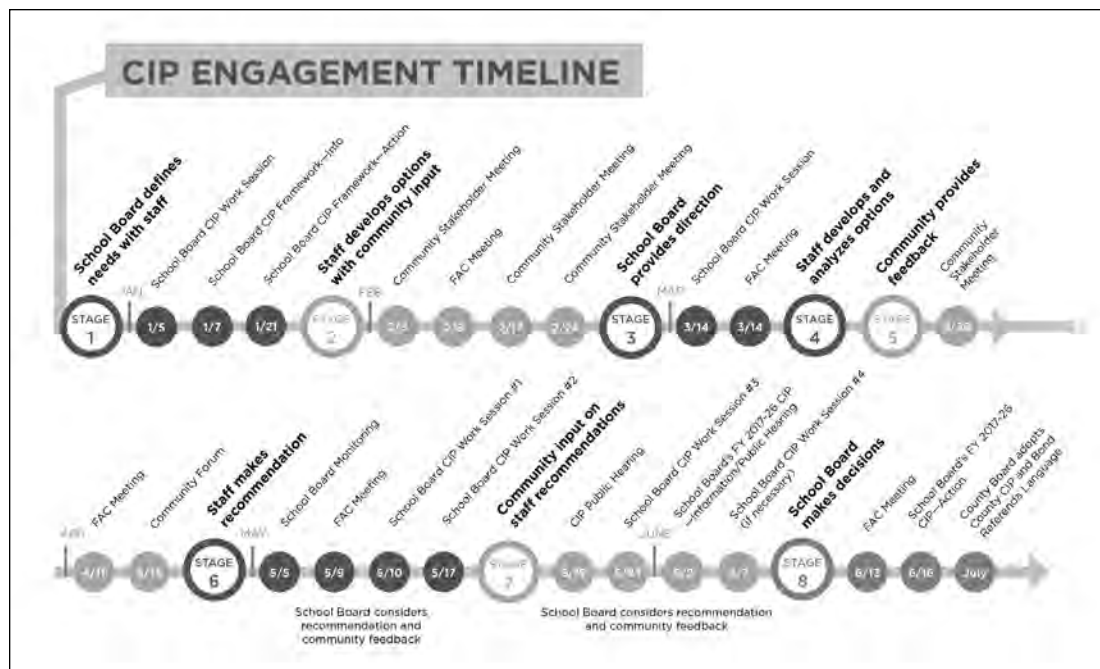 CIP ENGAGEMENT TIMELINE
School Board defines
needs with staff
School Board CIP Work Session
School Board CIP Framework—Info
School Board CIP Framework—Action
Staff develops options
with community input
Community Stakeholder Meeting
FAC Meeting
Community Stakeholder Meeting
Community Stakeholder Meeting
School Board
provides direction
School Board CIP Work Session
FAC Meeting
Staff develops and
analyzes options
Community provides
feedback
Community
Stakeholder
Meeting
JAN
FEB
MAR
STAGE
1
1/5
1/7
1/21
STAGE
2
2/24
STAGE
3
3/14
3/14
STAGE
4
STAGE
5
FAC Meeting
Community Forum
Staff makes
recommendation
School Board Monitoring
FAC Meeting
School Board CIP Work Session #1
School Board CIP Work Session #2
Community input on
staff recommendations
CIP Public Hearing
School Board CIP Work Session #3
School Board's FY 2017-26 CIP
—Information/Public Hearing
School Board CIP Work Session #4
(if necessary)
School Board
makes decisions
FAC Meeting
School Board's FY 2017-26
CIP—Action
County Board adopts
County CIP and Bond
Referenda Language
MAY
JUNE
STAGE
6
5/5
5/9
5/10
5/17
STAGE
7
STAGE
8
6/13
6/16
July
School Board considers
recommendation and
community feedback
School Board considers recommendation
and community feedback